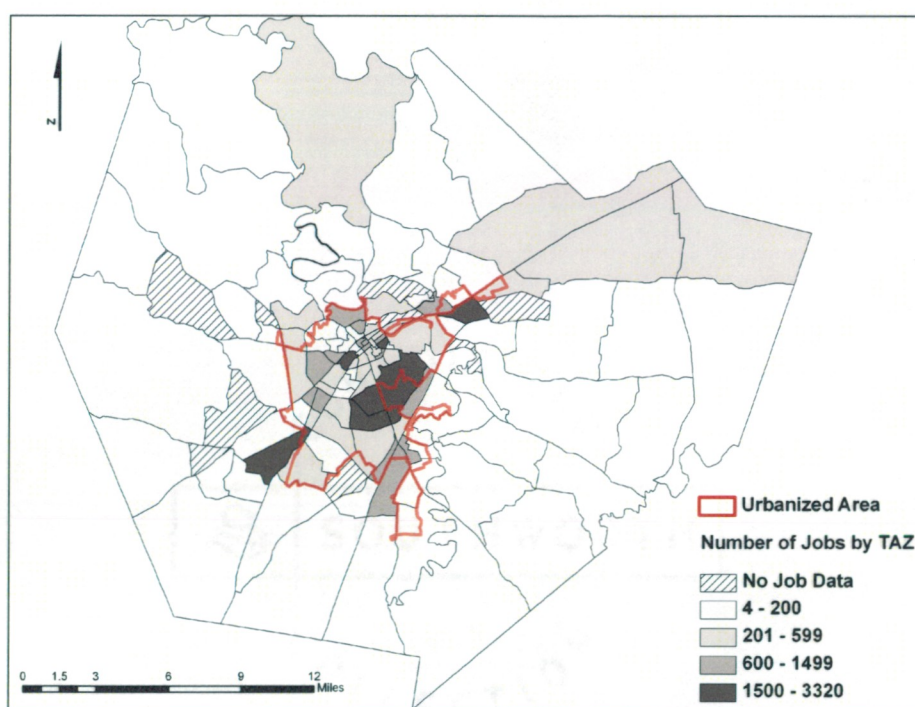 N
Urbanized Area
Number of Jobs by TAZ
No Job Data
4 - 200
201 - 599
600 - 1499
1500 - 3320
0 1.5 3 6 9 12
Miles